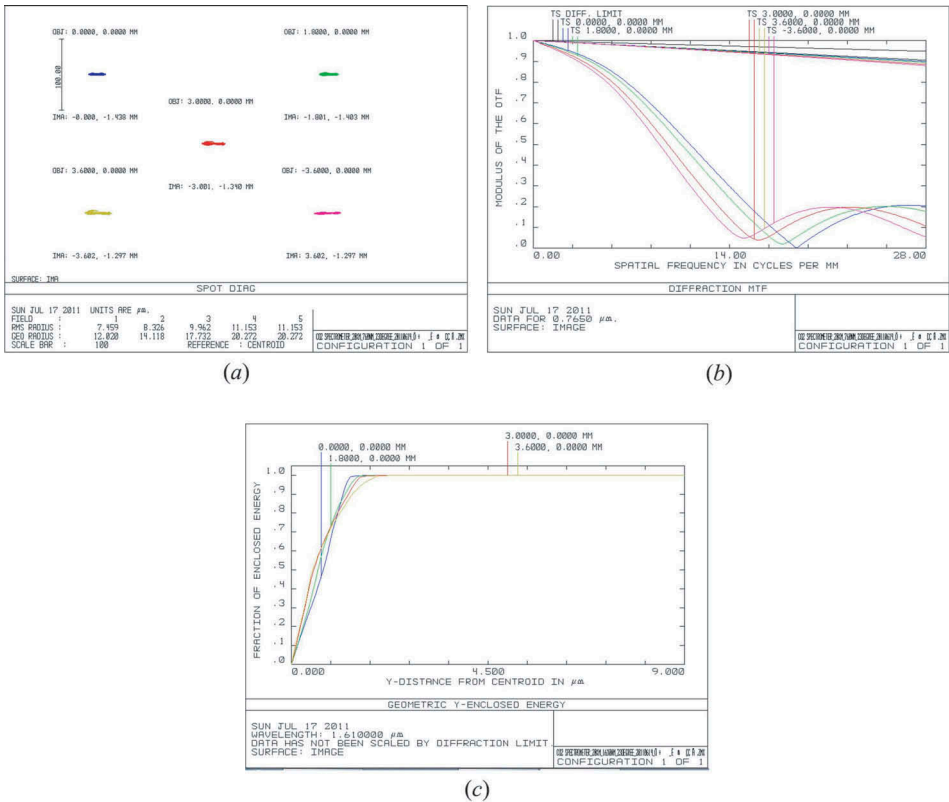 OBJ: 0.0000, 0.0000 MM
OBJ: 1.8000, 0.0000 MM
100.00
OBJ: 3.0000, 0.0000 MM
IMA: -0.000, -1.438 MM
IMA: -1.801, -1.403 MM
OBJ: 3.6000, 0.0000 MM
OBJ: -3.6000, 0.0000 MM
IMA: -3.001, -1.340 MM
IMA: -3.602, -1.297 MM
IMA: 3.602, -1.297 MM
SURFACE: IMA
SPOT DIAG
SUN JUL 17 2011 UNITS ARE µm.
FIELD : 1 2 3 4 5
RMS RADIUS : 7.459 8.326 9.962 11.153 11.153
GEO RADIUS : 12.020 14.118 17.732 20.272 20.272
SCALE BAR : 100 REFERENCE : CENTROID
CONFIGURATION 1 OF 1
(a)
TS DIFF. LIMIT
TS 0.0000, 0.0000 MM
TS 1.8000, 0.0000 MM
TS 3.0000, 0.0000 MM
TS 3.6000, 0.0000 MM
TS -3.6000, 0.0000 MM
1.0
.9
.8
.7
.6
.5
.4
.3
.2
.1
.0
MODULUS OF THE OTF
0.00
14.00
28.00
SPATIAL FREQUENCY IN CYCLES PER MM
DIFFRACTION MTF
SUN JUL 17 2011
DATA FOR 0.7650 µm.
SURFACE: IMAGE
CONFIGURATION 1 OF 1
(b)
0.0000, 0.0000 MM
1.8000, 0.0000 MM
3.0000, 0.0000 MM
3.6000, 0.0000 MM
1.0
.9
.8
.7
.6
.5
.4
.3
.2
.1
.0
FRACTION OF ENCLOSED ENERGY
0.000
4.500
9.000
Y-DISTANCE FROM CENTROID IN µm
GEOMETRIC Y-ENCLOSED ENERGY
SUN JUL 17 2011
WAVELENGTH: 1.610000 µm
DATA HAS NOT BEEN SCALED BY DIFFRACTION LIMIT
SURFACE: IMAGE
CONFIGURATION 1 OF 1
(c)